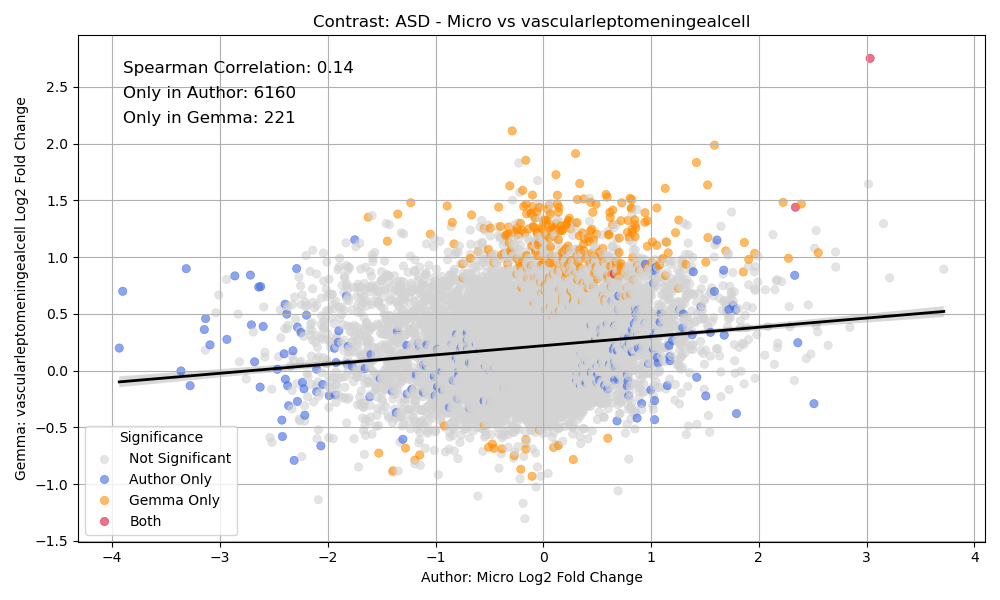 Contrast: ASD - Micro vs vascularleptomeningealcell
Spearman Correlation: 0.14
Only in Author: 6160
Only in Gemma: 221
Gemma: vascularleptomeningealcell Log2 Fold Change
2.5
2.0
1.5
1.0
0.5
0.0
−0.5
−1.0
−1.5
Significance
Not Significant
Author Only
Gemma Only
Both
−4 −3 −2 −1 0 1 2 3 4
Author: Micro Log2 Fold Change